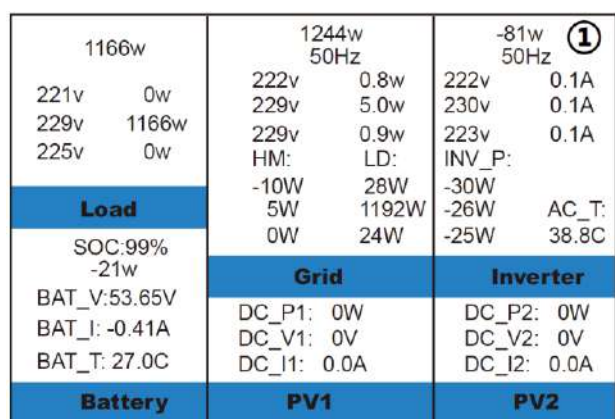 1166w
221v 0w
229v 1166w
225v 0w
Load
SOC:99%
-21w
BAT_V:53.65V
BAT_I: -0.41A
BAT_T: 27.0C
Battery
1244w
50Hz
222v 0.8w
229v 5.0w
229v 0.9w
HM: LD:
-10W 28W
5W 1192W
0W 24W
Grid
DC_P1: 0W
DC_V1: 0V
DC_I1: 0.0A
PV1
-81w ①
50Hz
222v 0.1A
230v 0.1A
223v 0.1A
INV_P:
-30W
-26W AC_T:
-25W 38.8C
Inverter
DC_P2: 0W
DC_V2: 0V
DC_I2: 0.0A
PV2